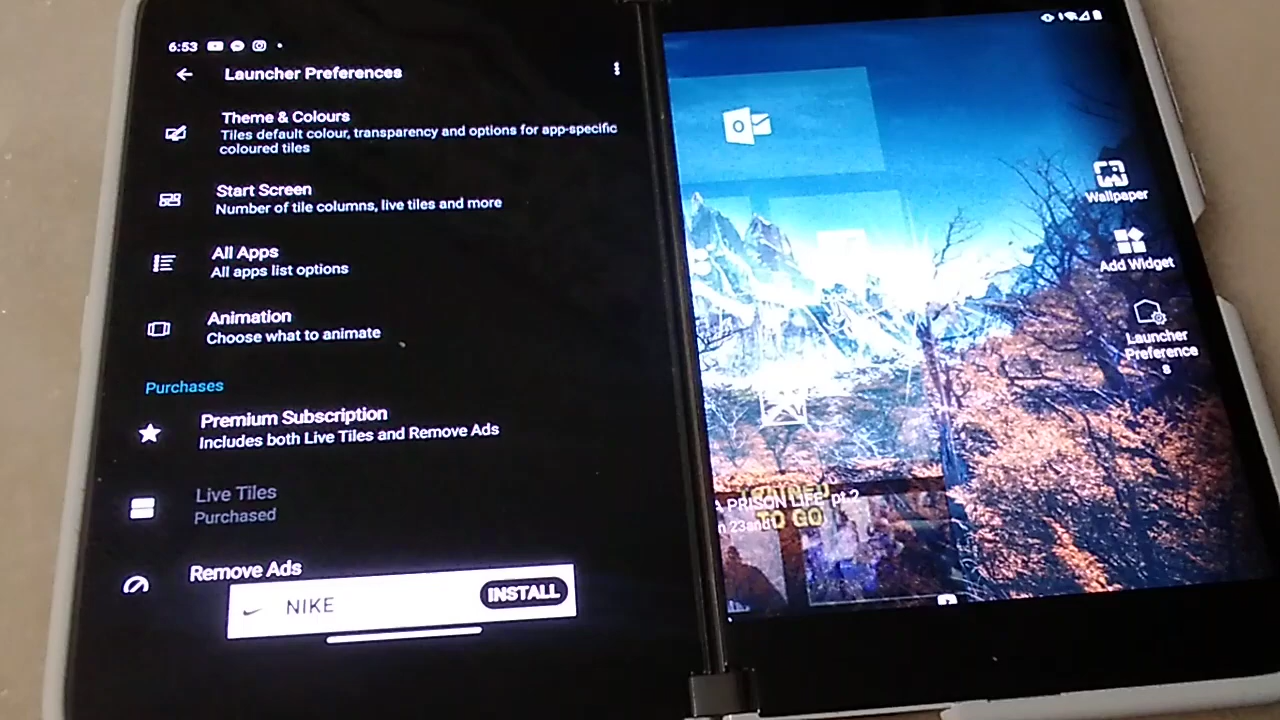 6:53
Launcher Preferences
Theme & Colours
Tiles default colour, transparency and options for app-specific
coloured tiles
Start Screen
Number of tile columns, live tiles and more
All Apps
All apps list options
Animation
Choose what to animate
Purchases
Premium Subscription
Includes both Live Tiles and Remove Ads
Live Tiles
Purchased
Remove Ads
NIKE
INSTALL
Wallpaper
Add Widget
Launcher
Preference
s
PRISON LIFE pt.2
TO GO